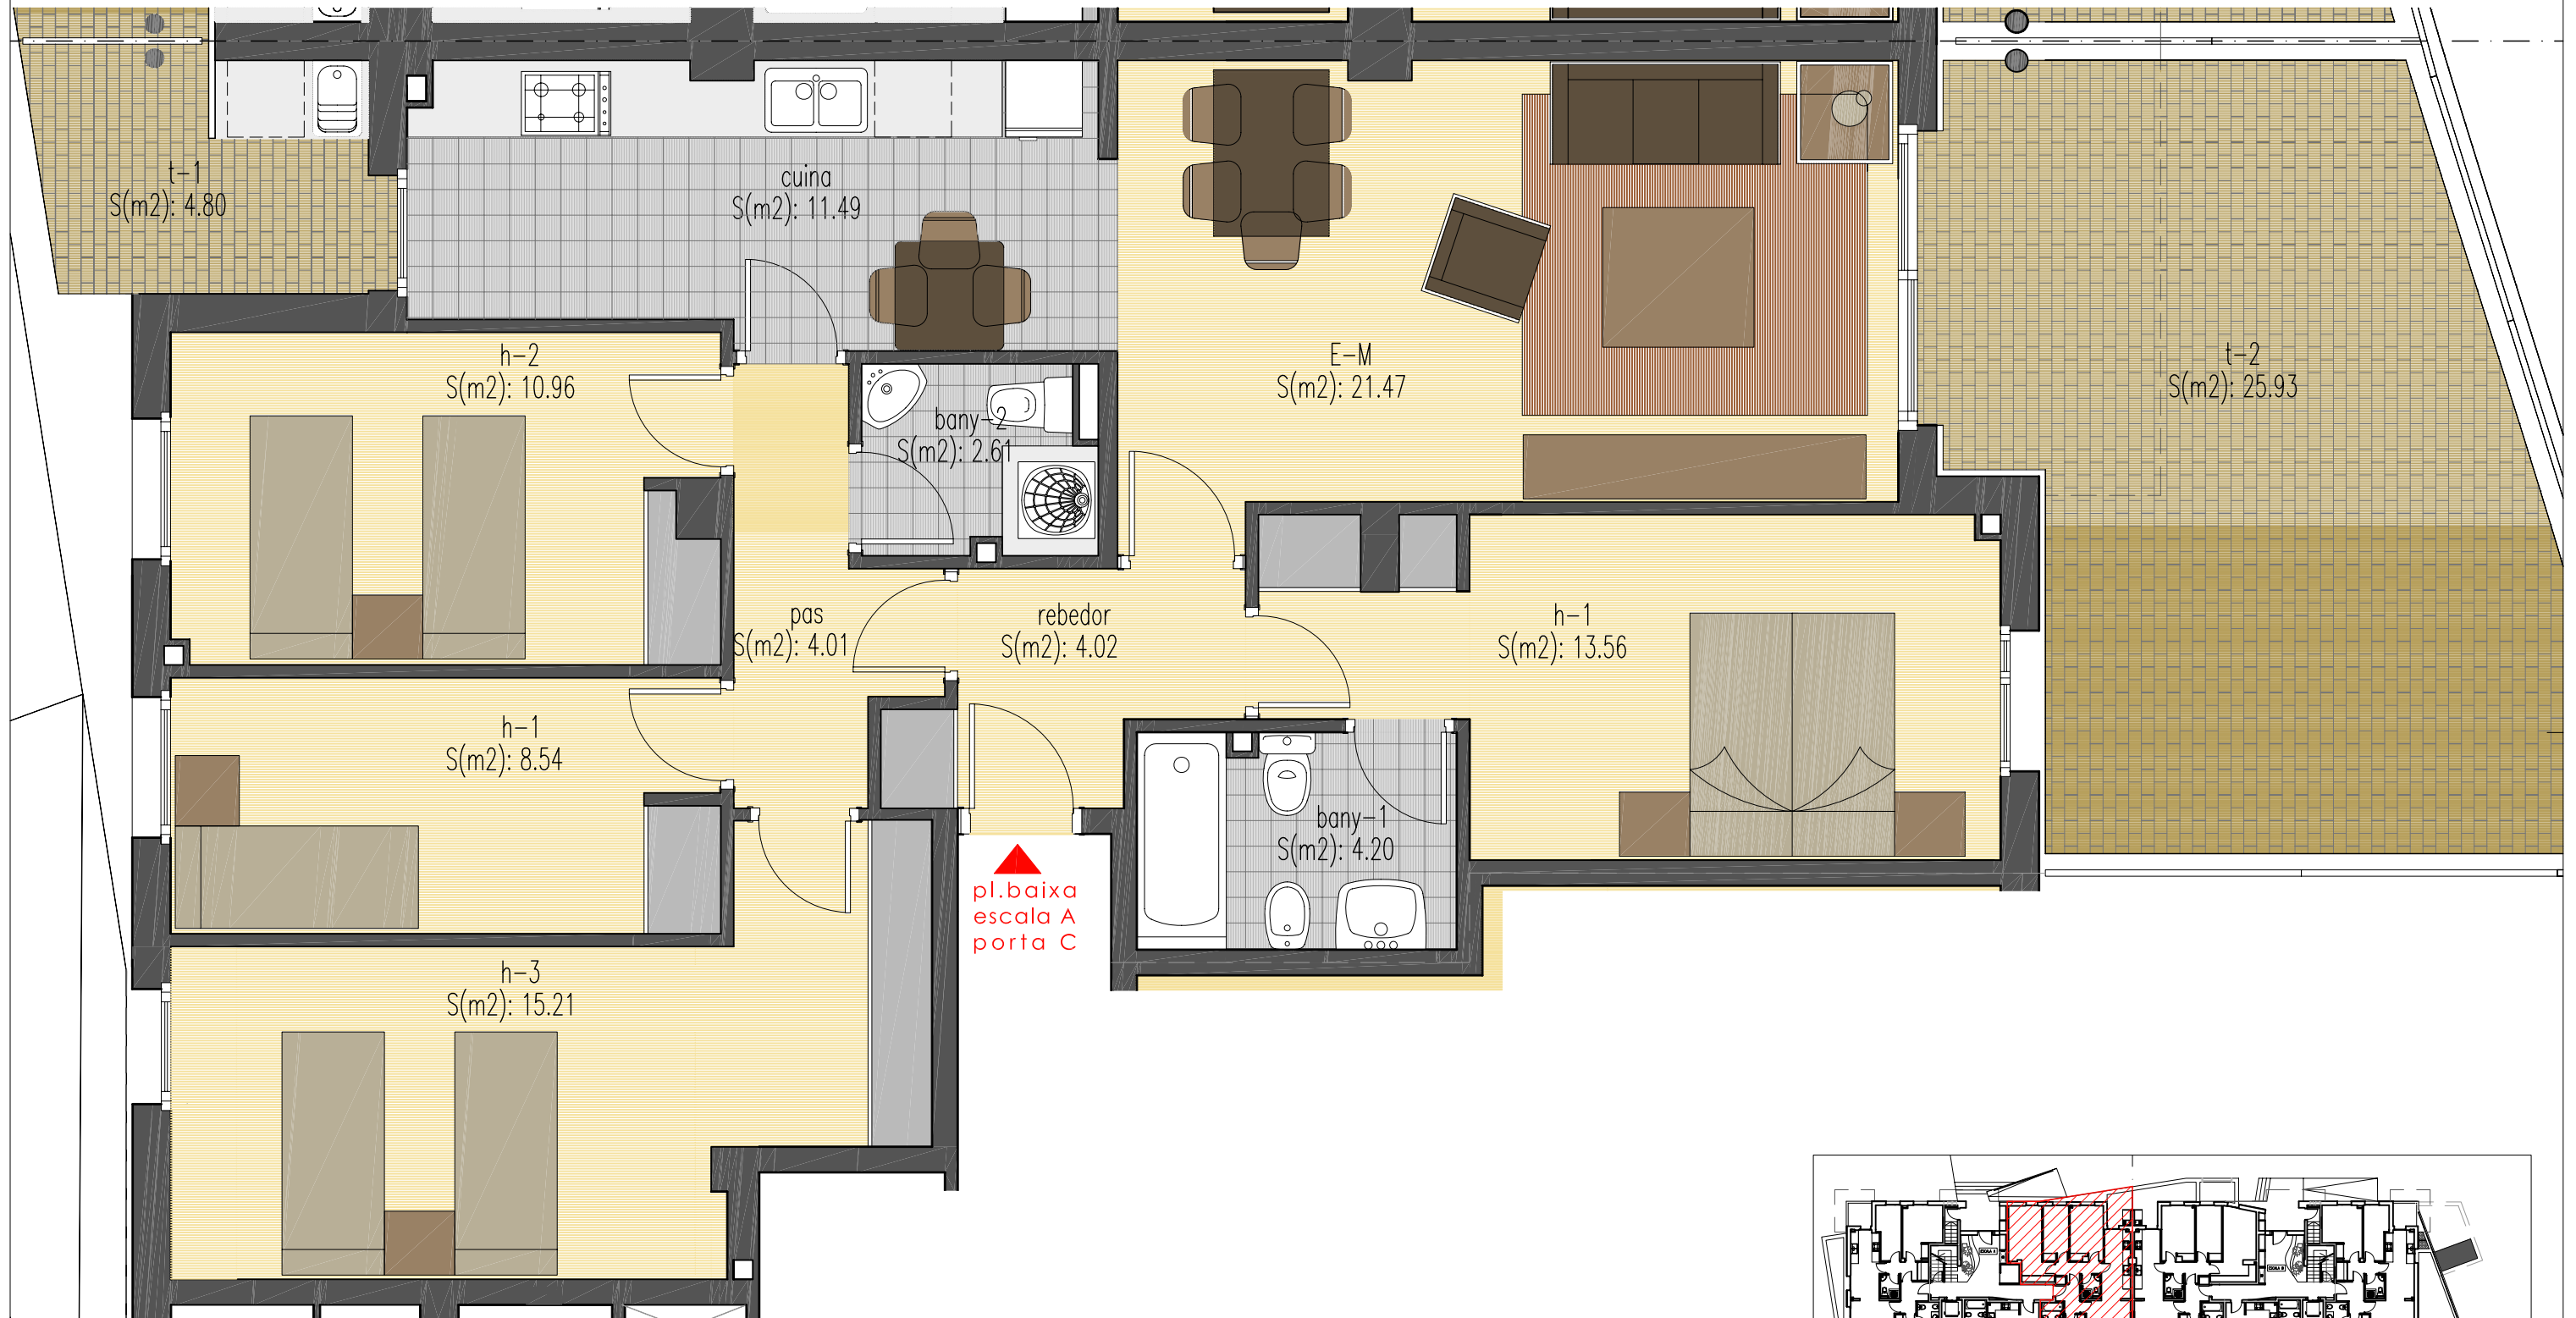 t-1
S(m2): 4.80
cuina
S(m2): 11.49
h-2
S(m2): 10.96
E-M
S(m2): 21.47
t-2
S(m2): 25.93
bany-2
S(m2): 2.61
pas
S(m2): 4.01
rebedor
S(m2): 4.02
h-1
S(m2): 13.56
h-1
S(m2): 8.54
bany-1
S(m2): 4.20
pl.baixa
escala A
porta C
h-3
S(m2): 15.21